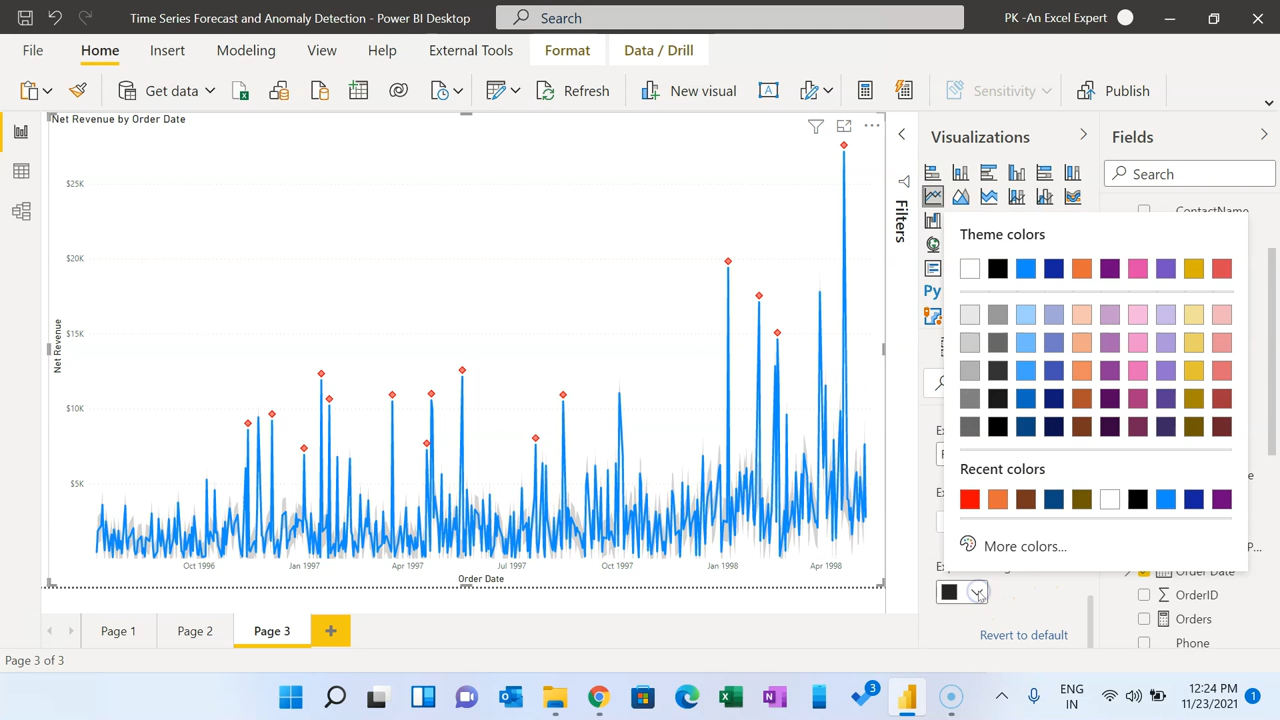 Time Series Forecast and Anomaly Detection - Power BI Desktop
Search
PK -An Excel Expert
File
Home
Insert
Modeling
View
Help
External Tools
Format
Data / Drill
Get data
Refresh
New visual
Sensitivity
Publish
Net Revenue by Order Date
Visualizations
Fields
Search
Filters
ContactName
Py
Theme colors
Recent colors
More colors...
Net Revenue
$25K
$20K
$15K
$10K
$5K
Oct 1996
Jan 1997
Apr 1997
Jul 1997
Oct 1997
Jan 1998
Apr 1998
Order Date
Order Date
OrderID
Orders
Phone
Revert to default
Page 1
Page 2
Page 3
Page 3 of 3
3
ENG
IN
12:24 PM
11/23/2021
1